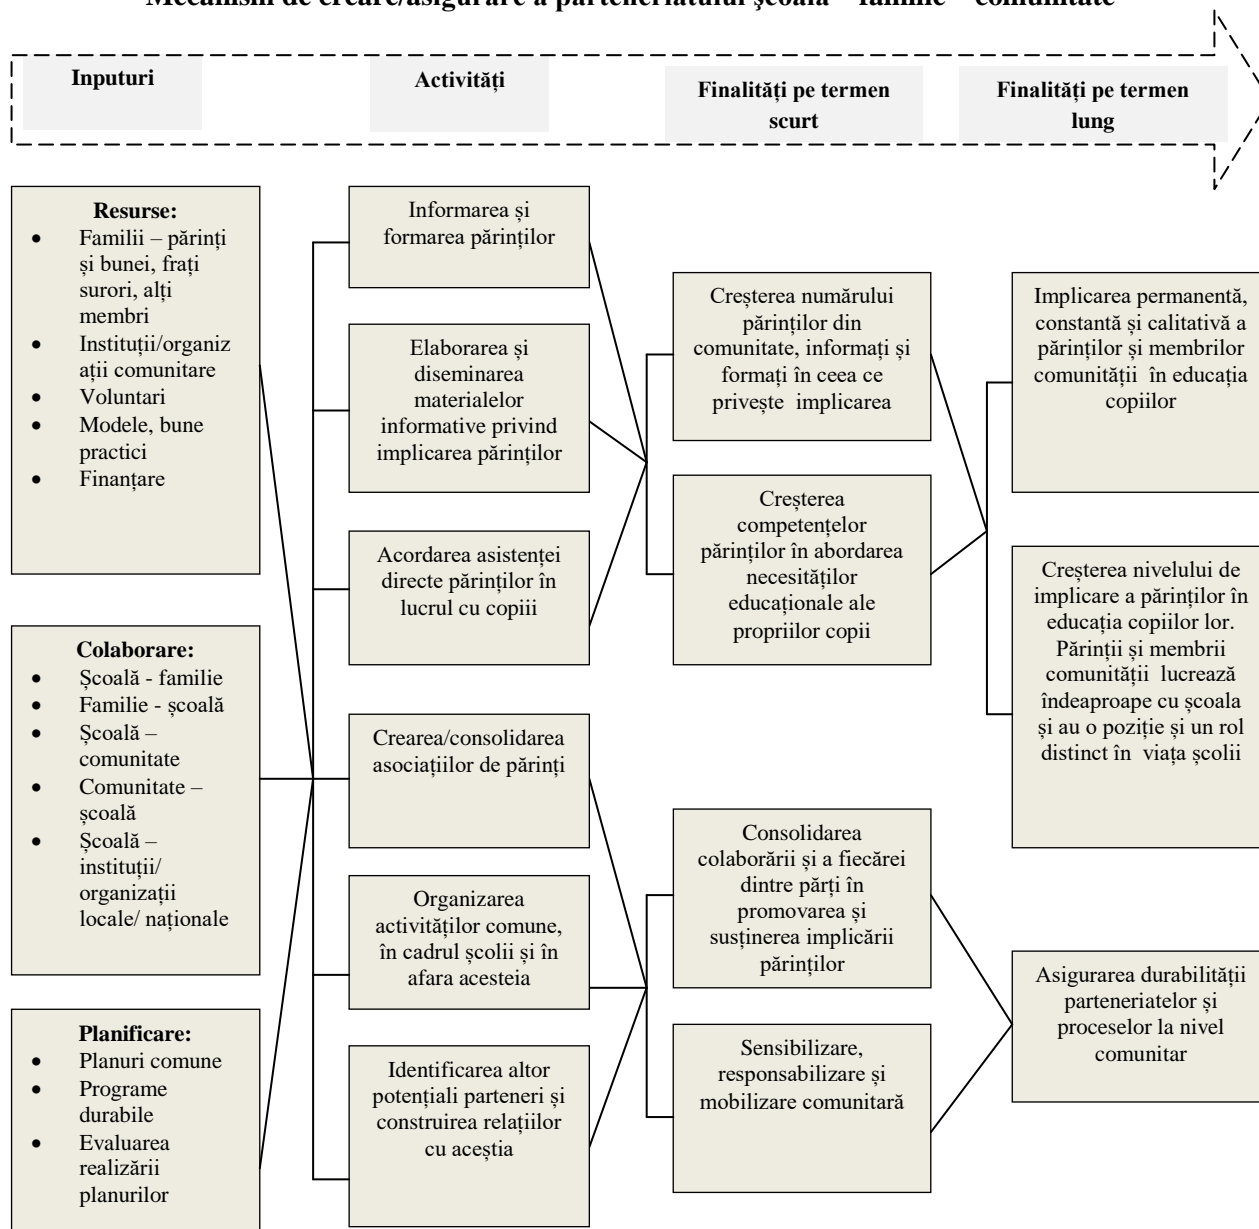 Mecanism de creare/asigurare a parteneriatului școală – familie – comunitate
Inputuri
Activități
Finalități pe termen
scurt
Finalități pe termen
lung
Resurse:
• Familii – părinți
și bunei, frați
surori, alți
membri
• Instituții/organiz
ații comunitare
• Voluntari
• Modele, bune
practici
• Finanțare
Colaborare:
• Școală - familie
• Familie - școală
• Școală –
comunitate
• Comunitate –
școală
• Școală –
instituții/
organizații
locale/ naționale
Planificare:
• Planuri comune
• Programe
durabile
• Evaluarea
realizării
planurilor
Informarea și
formarea părinților
Elaborarea și
diseminarea
materialelor
informative privind
implicarea părinților
Acordarea asistenței
directe părinților în
lucrul cu copiii
Crearea/consolidarea
asociațiilor de părinți
Organizarea
activităților comune,
în cadrul școlii și în
afara acesteia
Identificarea altor
potențiali parteneri și
construirea relațiilor
cu aceștia
Creșterea numărului
părinților din
comunitate, informați și
formați în ceea ce
privește implicarea
Creșterea
competențelor
părinților în abordarea
necesităților
educaționale ale
propriilor copii
Consolidarea
colaborării și a fiecărei
dintre părți în
promovarea și
susținerea implicării
părinților
Sensibilizare,
responsabilizare și
mobilizare comunitară
Implicarea permanentă,
constantă și calitativă a
părinților și membrilor
comunității în educația
copiilor
Creșterea nivelului de
implicare a părinților în
educația copiilor lor.
Părinții și membrii
comunității lucrează
îndeaproape cu școala
și au o poziție și un rol
distinct în viața școlii
Asigurarea durabilității
parteneriatelor și
proceselor la nivel
comunitar